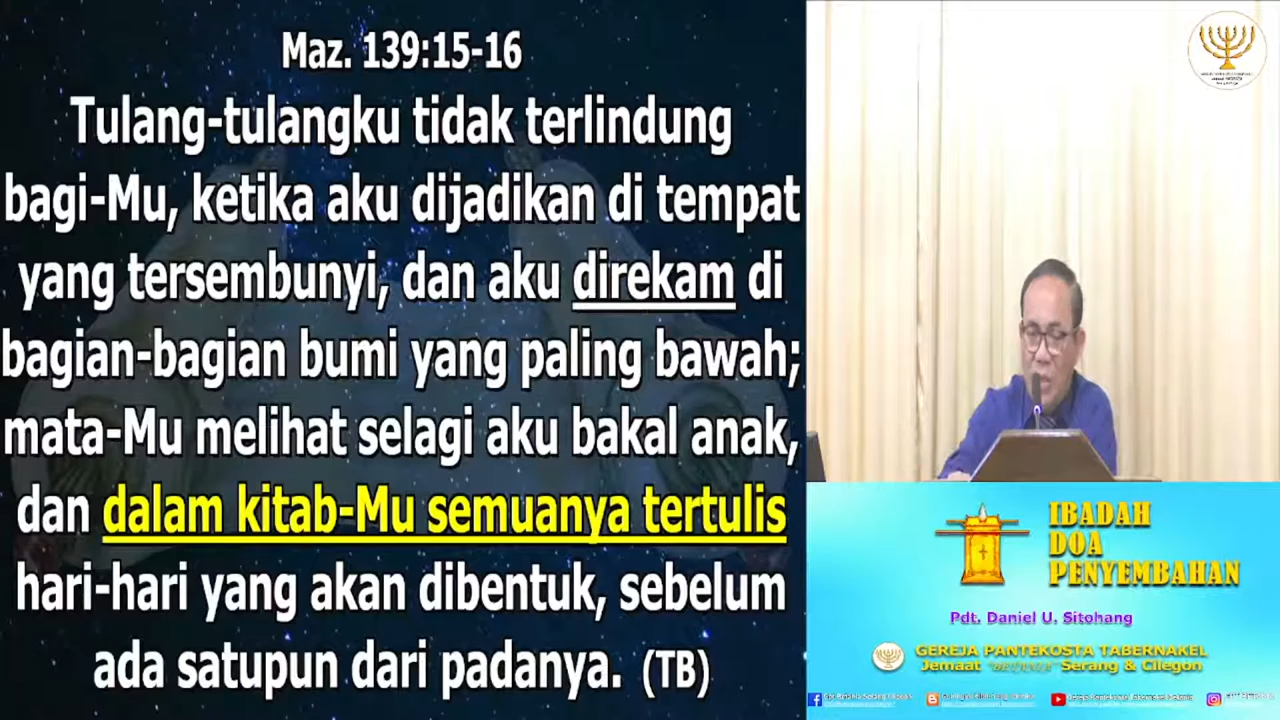 Maz. 139:15-16
Tulang-tulangku tidak terlindung
bagi-Mu, ketika aku dijadikan di tempat
yang tersembunyi, dan aku direkam di
bagian-bagian bumi yang paling bawah;
mata-Mu melihat selagi aku bakal anak,
dan dalam kitab-Mu semuanya tertulis
hari-hari yang akan dibentuk, sebelum
ada satupun dari padanya. (TB)
IBADAH
DOA
PENYEMBAHAN
Pdt. Daniel U. Sitohang
GEREJA PANTEKOSTA TABERNAKEL
Jemaat Serang & Cilegon